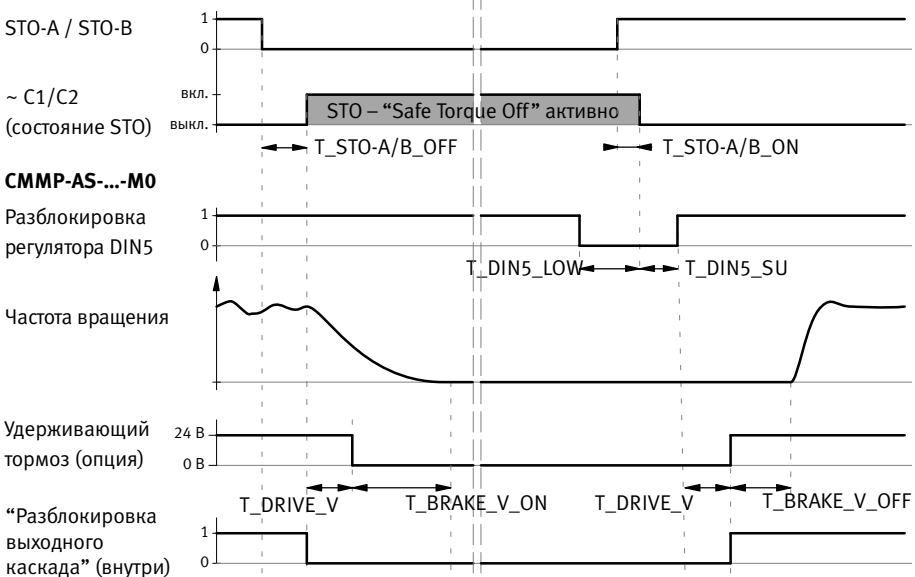 STO-A / STO-B
1
0
~ C1/C2
(состояние STO)
вкл.
выкл.
STO – “Safe Torque Off” активно
T_STO-A/B_OFF
T_STO-A/B_ON
CMMP-AS-...-M0
Разблокировка
регулятора DIN5
1
0
T_DIN5_LOW
T_DIN5_SU
Частота вращения
Удерживающий
тормоз (опция)
24 В
0 В
T_DRIVE_V
T_BRAKE_V_ON
T_DRIVE_V
T_BRAKE_V_OFF
“Разблокировка
выходного
каскада” (внутри)
1
0